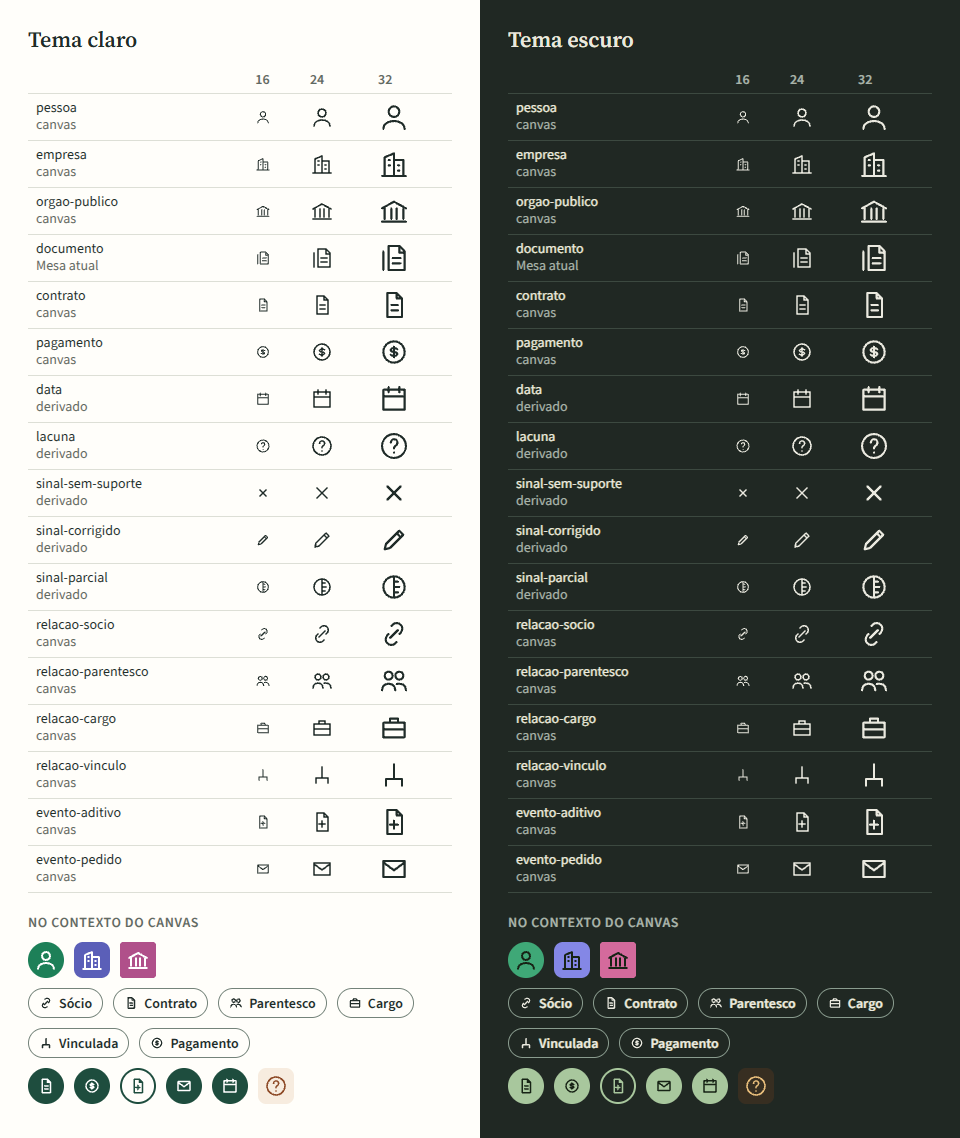 Tema claro
16 24 32
pessoa
canvas
empresa
canvas
orgao-publico
canvas
documento
Mesa atual
contrato
canvas
pagamento
canvas
data
derivado
lacuna
derivado
sinal-sem-suporte
derivado
sinal-corrigido
derivado
sinal-parcial
derivado
relacao-socio
canvas
relacao-parentesco
canvas
relacao-cargo
canvas
relacao-vinculo
canvas
evento-aditivo
canvas
evento-pedido
canvas
NO CONTEXTO DO CANVAS
Sócio Contrato Parentesco Cargo
Vinculada Pagamento
Tema escuro
16 24 32
pessoa
canvas
empresa
canvas
orgao-publico
canvas
documento
Mesa atual
contrato
canvas
pagamento
canvas
data
derivado
lacuna
derivado
sinal-sem-suporte
derivado
sinal-corrigido
derivado
sinal-parcial
derivado
relacao-socio
canvas
relacao-parentesco
canvas
relacao-cargo
canvas
relacao-vinculo
canvas
evento-aditivo
canvas
evento-pedido
canvas
NO CONTEXTO DO CANVAS
Sócio Contrato Parentesco Cargo
Vinculada Pagamento